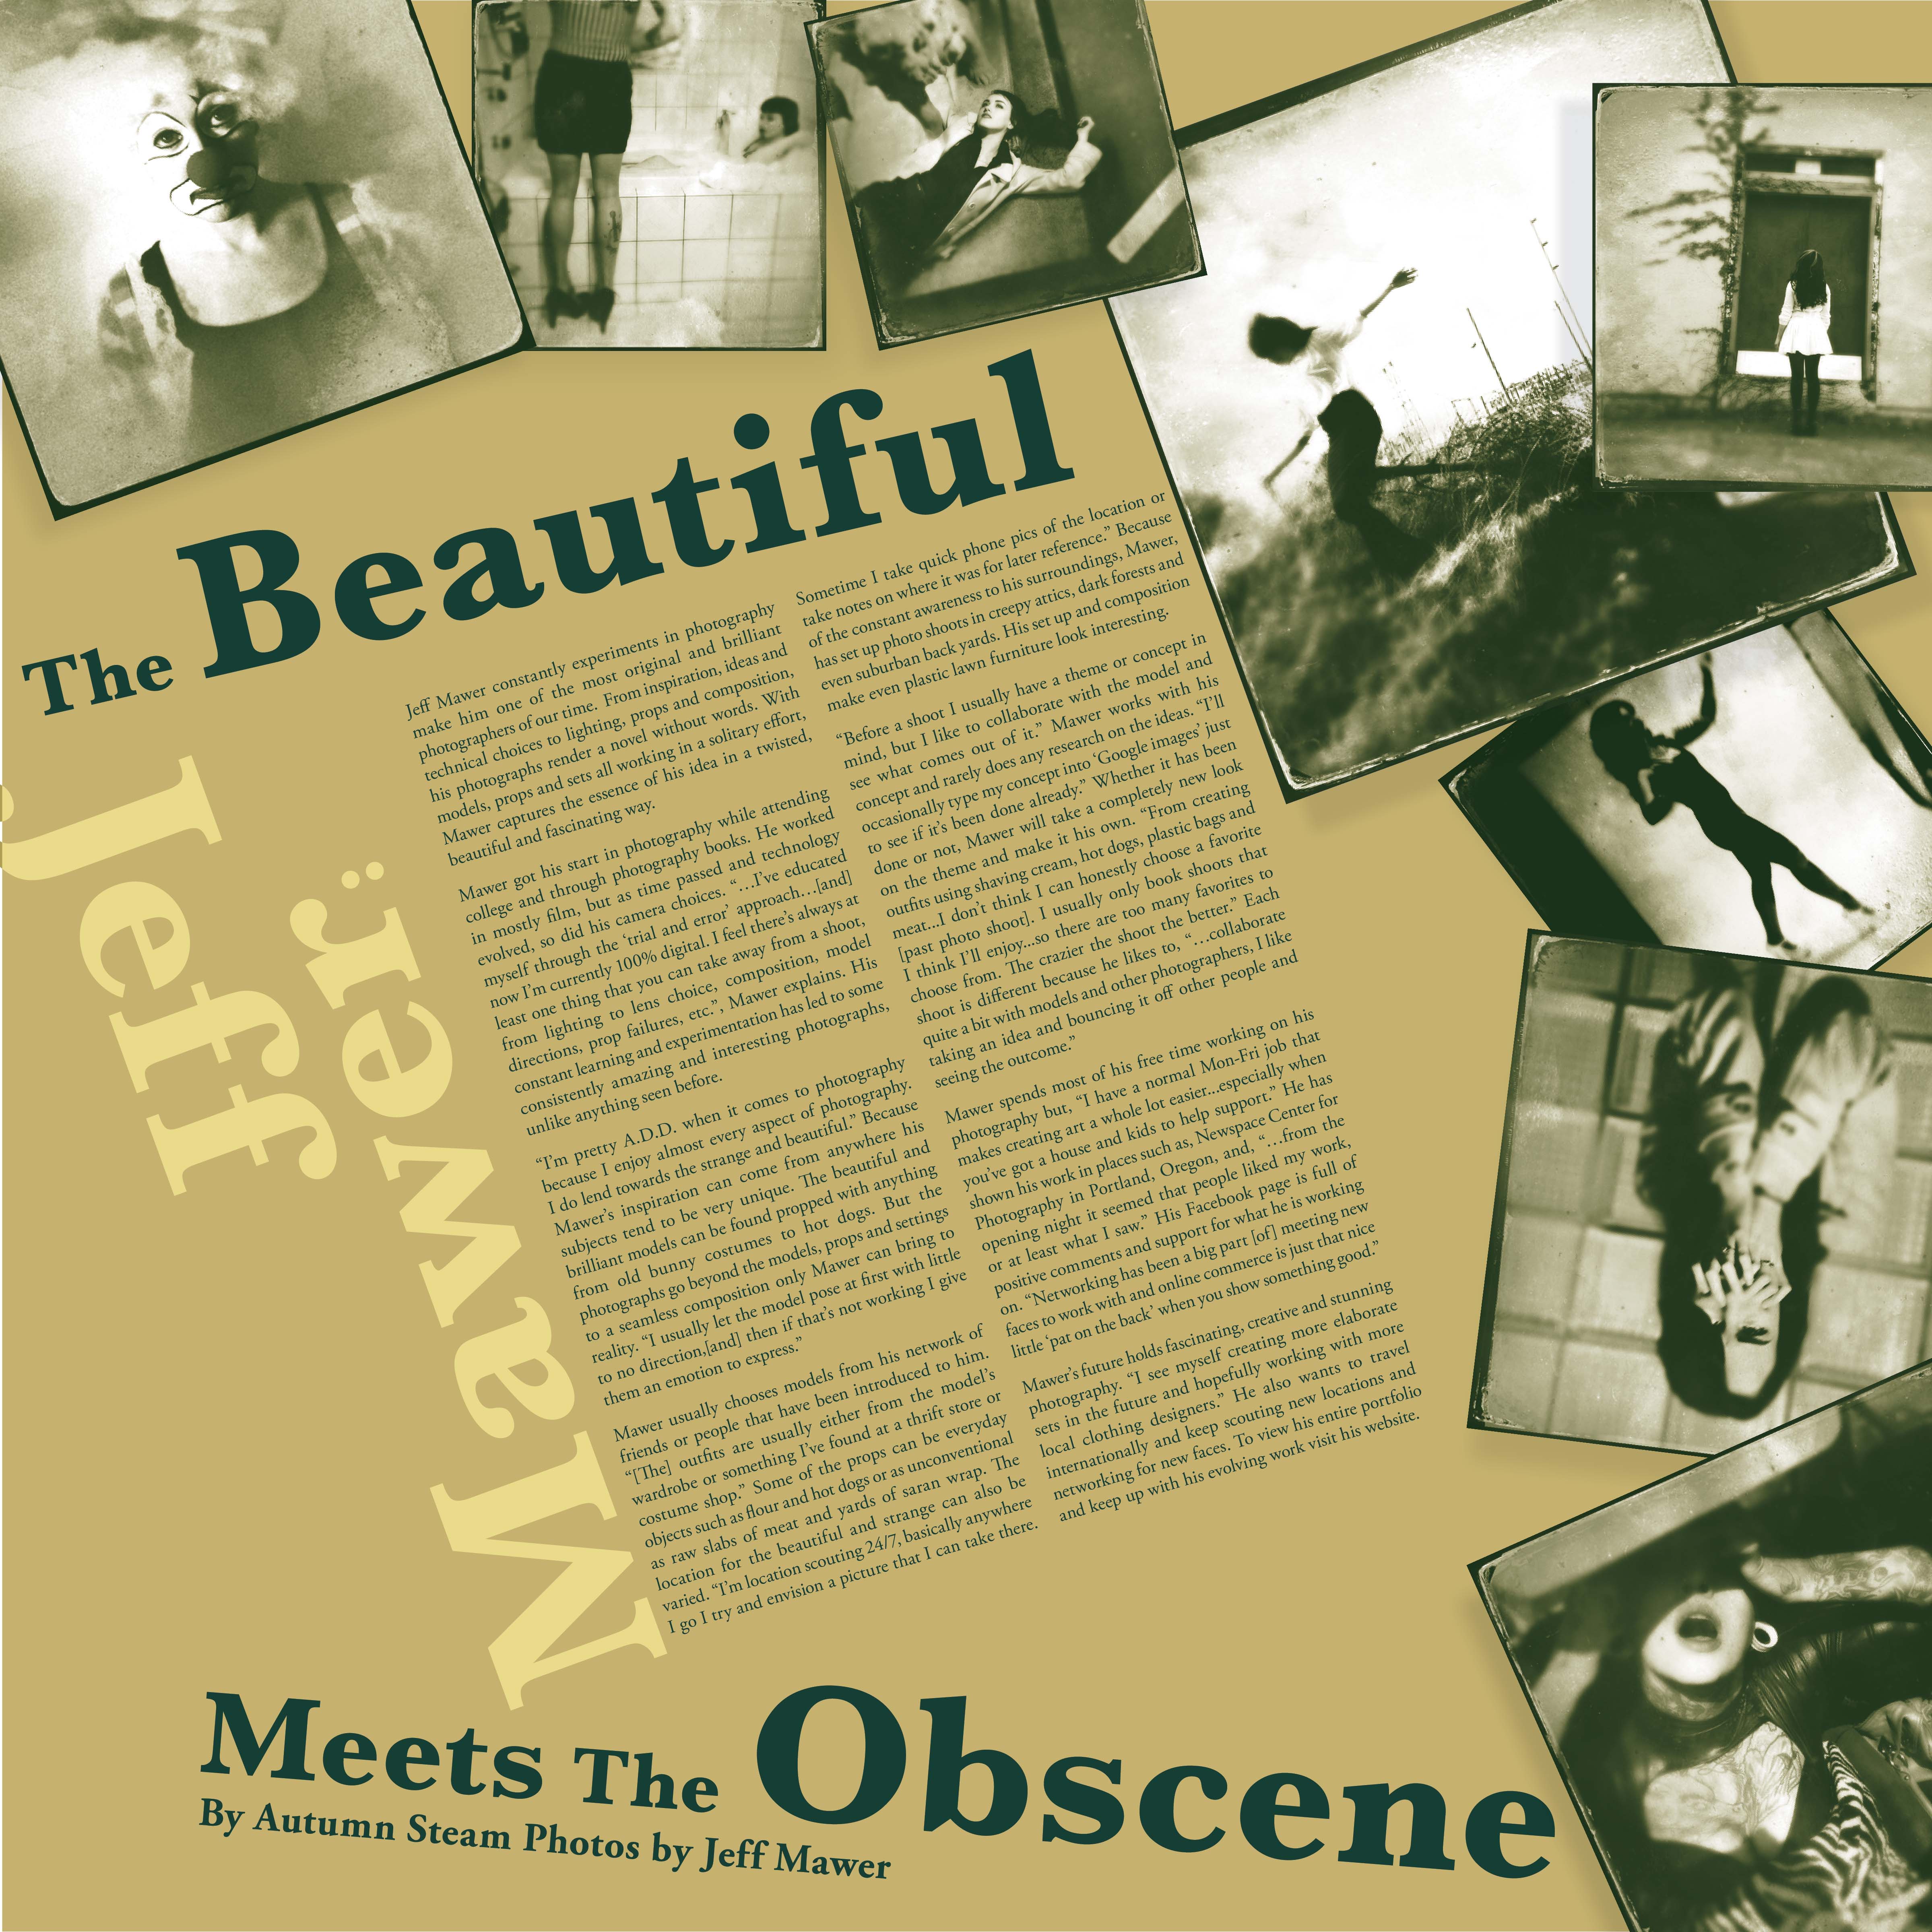 The Beautiful
Jeff
Mawer:
Jeff Mawer constantly experiments in photography
make him one of the most original and brilliant
photographers of our time. From inspiration, ideas and
technical choices to lighting, props and composition,
his photographs render a novel without words. With
models, props and sets all working in a solitary effort,
Mawer captures the essence of his idea in a twisted,
beautiful and fascinating way.
Mawer got his start in photography while attending
college and through photography books. He worked
in mostly film, but as time passed and technology
evolved, so did his camera choices. “…I’ve educated
myself through the ‘trial and error’ approach…[and]
now I’m currently 100% digital. I feel there’s always at
least one thing that you can take away from a shoot,
from lighting to lens choice, composition, model
directions, prop failures, etc.”, Mawer explains. His
constant learning and experimentation has led to some
consistently amazing and interesting photographs,
unlike anything seen before.
“I’m pretty A.D.D. when it comes to photography
because I enjoy almost every aspect of photography.
I do lend towards the strange and beautiful.” Because
Mawer’s inspiration can come from anywhere his
subjects tend to be very unique. The beautiful and
brilliant models can be found propped with anything
from old bunny costumes to hot dogs. But the
photographs go beyond the models, props and settings
to a seamless composition only Mawer can bring to
reality. “I usually let the model pose at first with little
to no direction,[and] then if that’s not working I give
them an emotion to express.”
Mawer usually chooses models from his network of
friends or people that have been introduced to him.
“[The] outfits are usually either from the model’s
wardrobe or something I’ve found at a thrift store or
costume shop.” Some of the props can be everyday
objects such as flour and hot dogs or as unconventional
as raw slabs of meat and yards of saran wrap. The
location for the beautiful and strange can also be
varied. “I’m location scouting 24/7, basically anywhere
I go I try and envision a picture that I can take there.
Sometime I take quick phone pics of the location or
take notes on where it was for later reference.” Because
of the constant awareness to his surroundings, Mawer,
has set up photo shoots in creepy attics, dark forests and
even suburban back yards. His set up and composition
make even plastic lawn furniture look interesting.
“Before a shoot I usually have a theme or concept in
mind, but I like to collaborate with the model and
see what comes out of it.” Mawer works with his
concept and rarely does any research on the ideas. “I’ll
occasionally type my concept into ‘Google images’ just
to see if it’s been done already.” Whether it has been
done or not, Mawer will take a completely new look
on the theme and make it his own. “From creating
outfits using shaving cream, hot dogs, plastic bags and
meat...I don’t think I can honestly choose a favorite
[past photo shoot]. I usually only book shoots that
I think I’ll enjoy...so there are too many favorites to
choose from. The crazier the shoot the better.” Each
shoot is different because he likes to, “…collaborate
quite a bit with models and other photographers, I like
taking an idea and bouncing it off other people and
seeing the outcome.”
Mawer spends most of his free time working on his
photography but, “I have a normal Mon-Fri job that
makes creating art a whole lot easier...especially when
you’ve got a house and kids to help support.” He has
shown his work in places such as, Newspace Center for
Photography in Portland, Oregon, and, “…from the
opening night it seemed that people liked my work,
or at least what I saw.” His Facebook page is full of
positive comments and support for what he is working
on. “Networking has been a big part [of] meeting new
faces to work with and online commerce is just that nice
little ‘pat on the back’ when you show something good.”
Mawer’s future holds fascinating, creative and stunning
photography. “I see myself creating more elaborate
sets in the future and hopefully working with more
local clothing designers.” He also wants to travel
internationally and keep scouting new locations and
networking for new faces. To view his entire portfolio
and keep up with his evolving work visit his website.
Meets The Obscene
By Autumn Steam Photos by Jeff Mawer